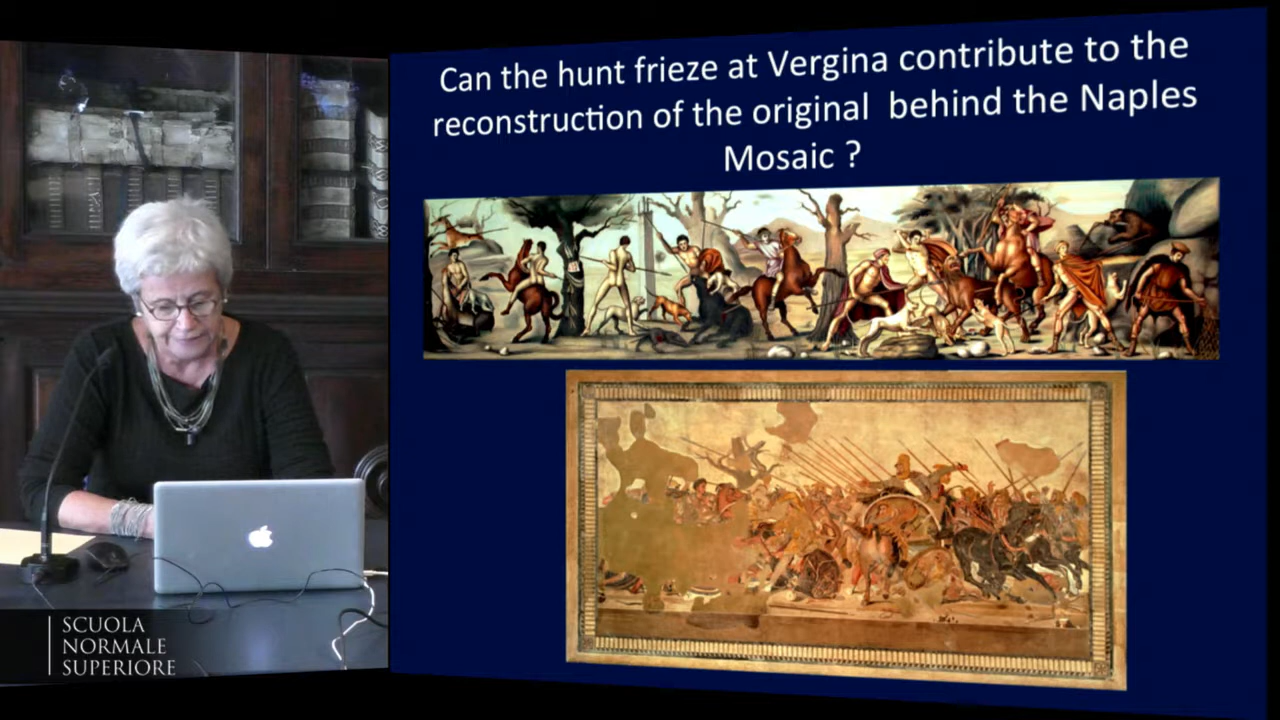 Can the hunt frieze at Vergina contribute to the
reconstruction of the original behind the Naples
Mosaic ?
SCUOLA
NORMALE
SUPERIORE